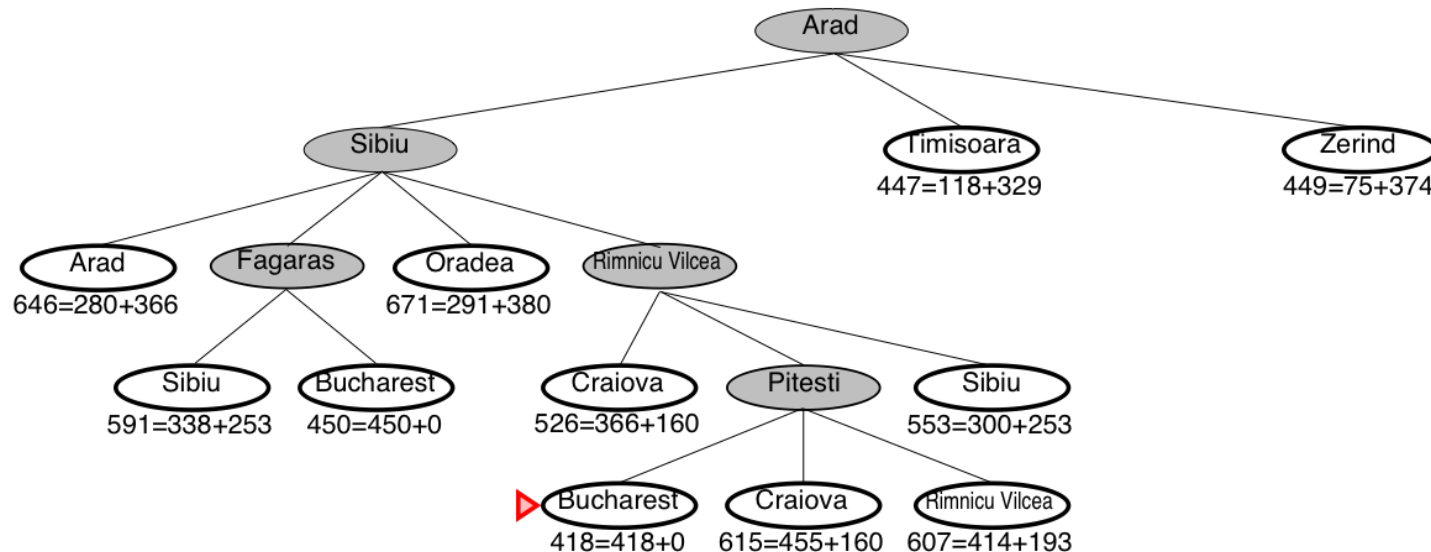 Arad
Sibiu
Timisoara
Zerind
447=118+329
449=75+374
Arad
Fagaras
Oradea
Rimnicu Vilcea
646=280+366
671=291+380
Sibiu
Bucharest
Craiova
Pitesti
Sibiu
591=338+253
450=450+0
526=366+160
553=300+253
Bucharest
Craiova
Rimnicu Vilcea
418=418+0
615=455+160
607=414+193